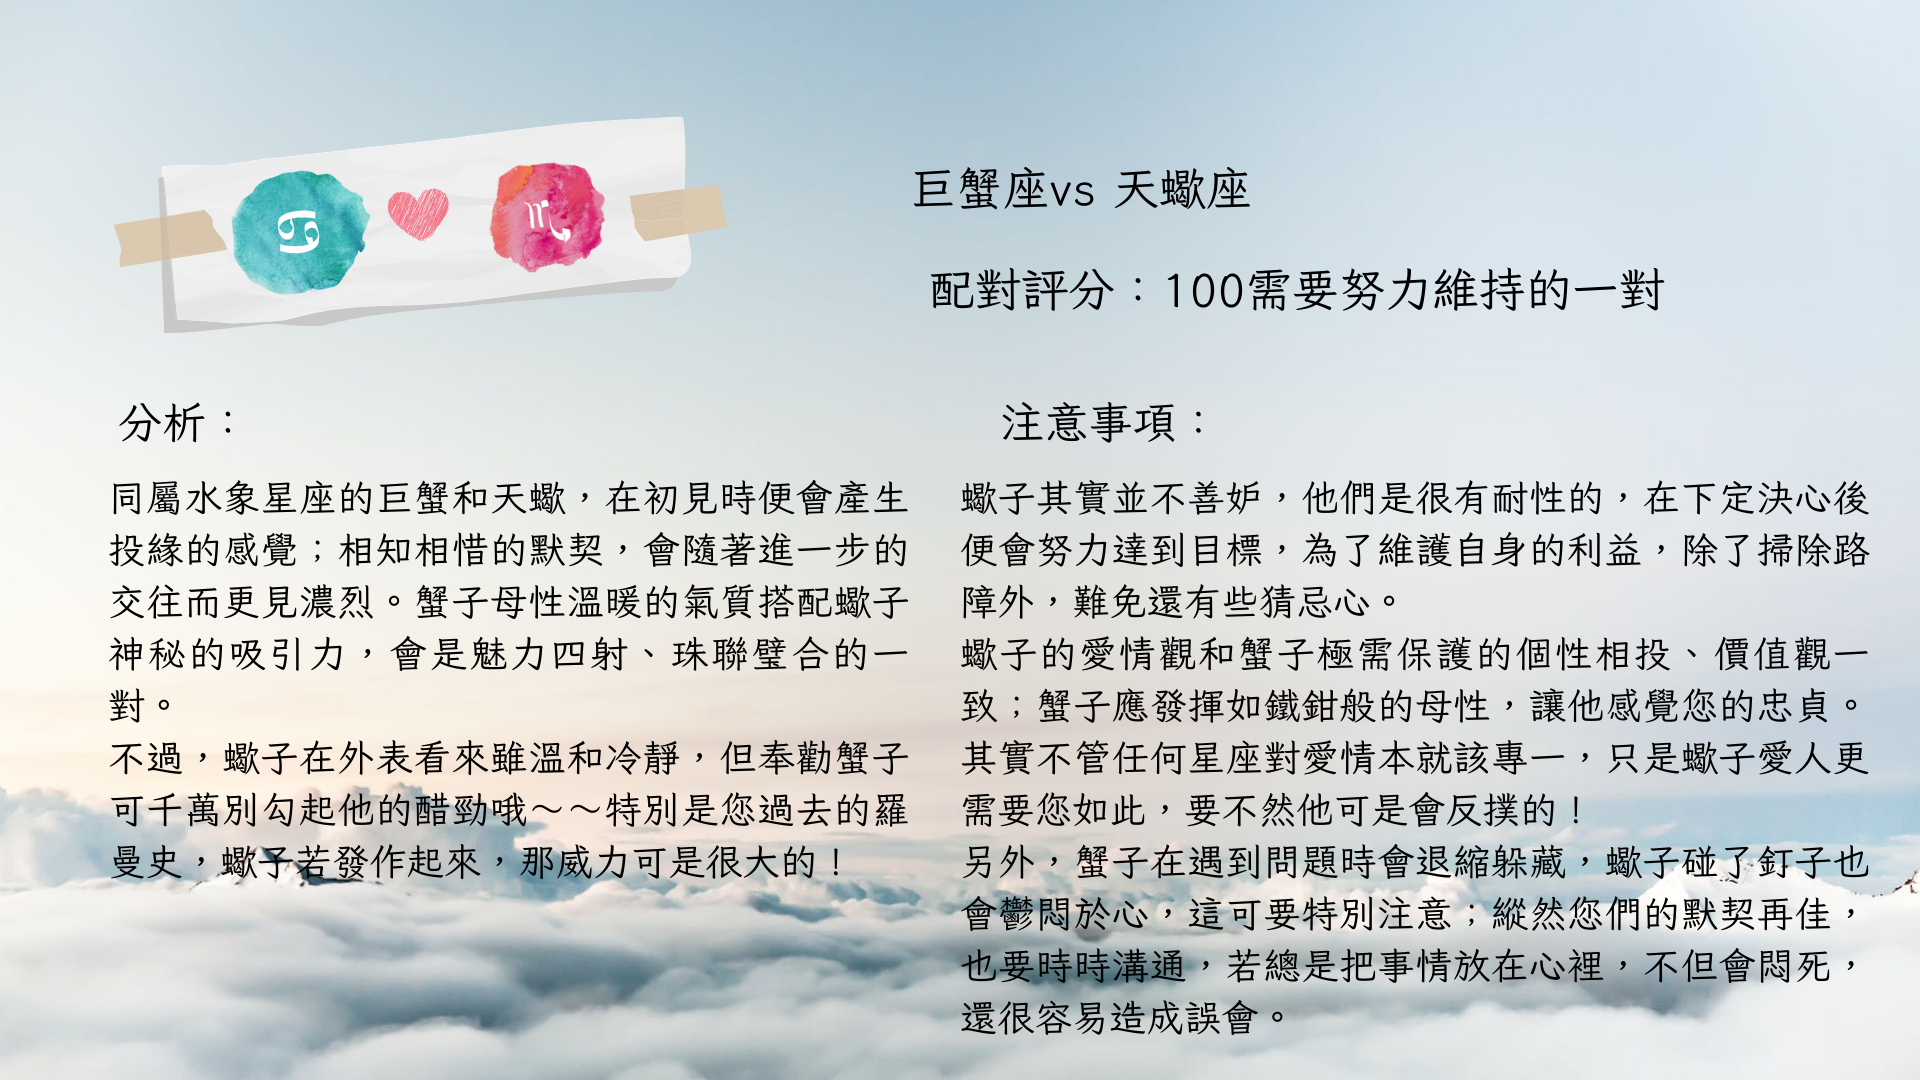 ♋ ♏
巨蟹座vs 天蠍座
配對評分：100需要努力維持的一對
分析：
同屬水象星座的巨蟹和天蠍，在初見時便會產生
投緣的感覺；相知相惜的默契，會隨著進一步的
交往而更見濃烈。蟹子母性溫暖的氣質搭配蠍子
神秘的吸引力，會是魅力四射、珠聯璧合的一
對。
不過，蠍子在外表看來雖溫和冷靜，但奉勸蟹子
可千萬別勾起他的醋勁哦～～特別是您過去的羅
曼史，蠍子若發作起來，那威力可是很大的！
注意事項：
蠍子其實並不善妒，他們是很有耐性的，在下定決心後
便會努力達到目標，為了維護自身的利益，除了掃除路
障外，難免還有些猜忌心。
蠍子的愛情觀和蟹子極需保護的個性相投、價值觀一
致；蟹子應發揮如鐵鉗般的母性，讓他感覺您的忠貞。
其實不管任何星座對愛情本就該專一，只是蠍子愛人更
需要您如此，要不然他可是會反撲的！
另外，蟹子在遇到問題時會退縮躲藏，蠍子碰了釘子也
會鬱悶於心，這可要特別注意；縱然您們的默契再佳，
也要時時溝通，若總是把事情放在心裡，不但會悶死，
還很容易造成誤會。